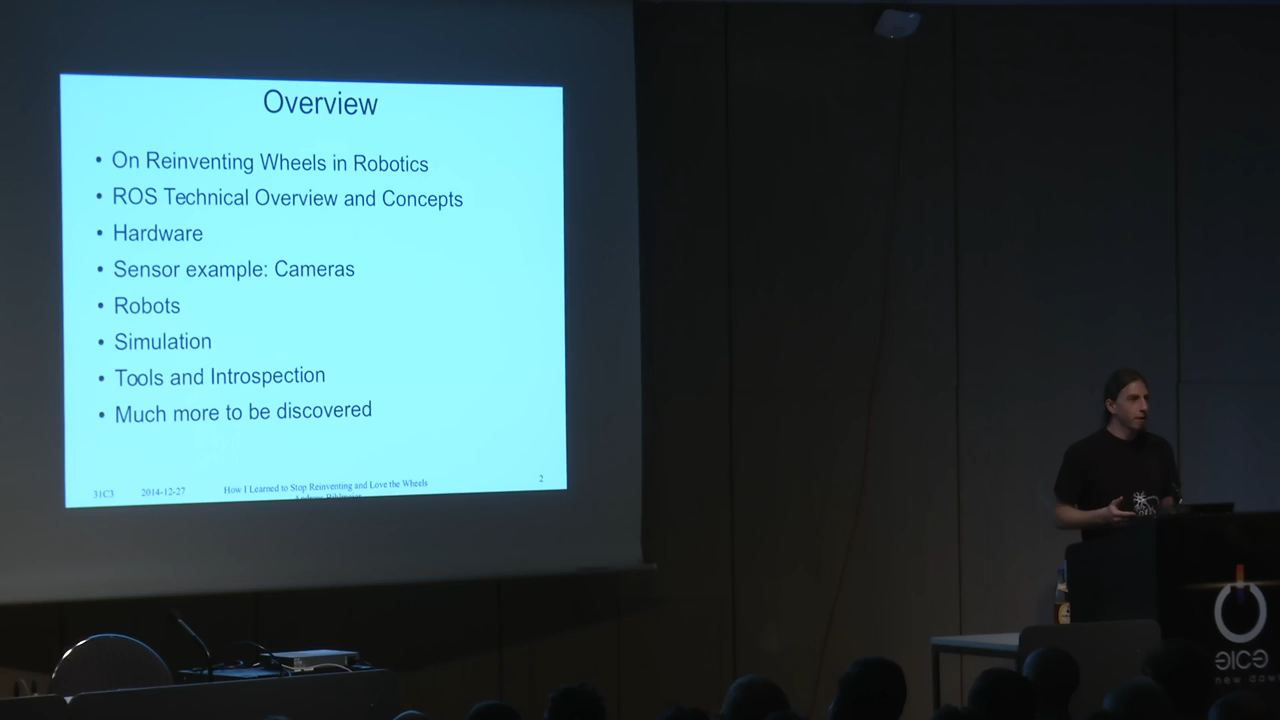 Overview
• On Reinventing Wheels in Robotics
• ROS Technical Overview and Concepts
• Hardware
• Sensor example: Cameras
• Robots
• Simulation
• Tools and Introspection
• Much more to be discovered
31C3 2014-12-27 How I Learned to Stop Reinventing and Love the Wheels 2
new